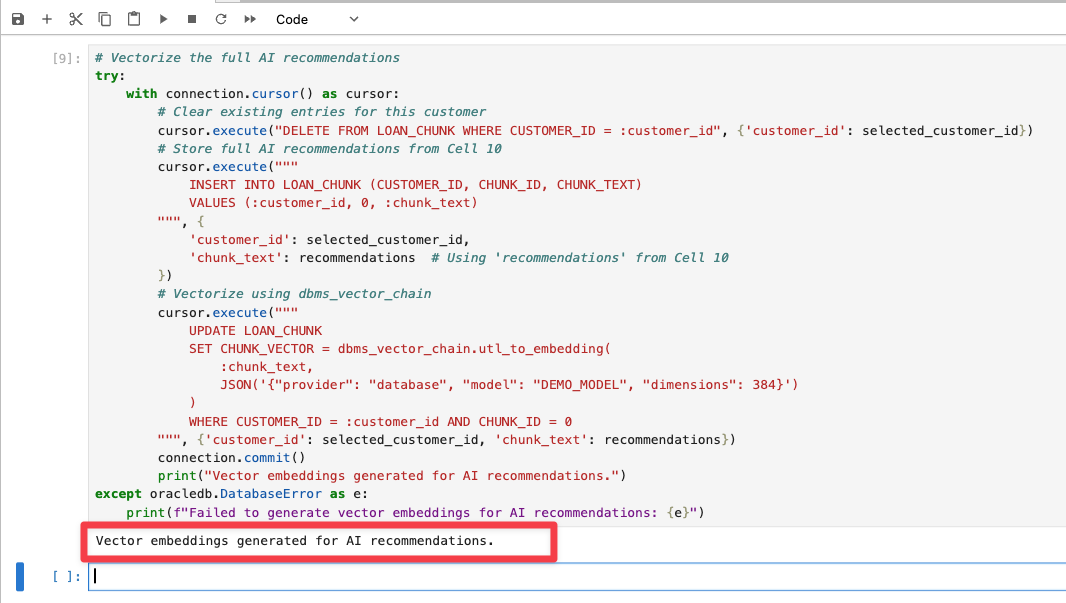 Code
[9]:
# Vectorize the full AI recommendations
try:
    with connection.cursor() as cursor:
        # Clear existing entries for this customer
        cursor.execute("DELETE FROM LOAN_CHUNK WHERE CUSTOMER_ID = :customer_id", {'customer_id': selected_customer_id})
        # Store full AI recommendations from Cell 10
        cursor.execute("""
            INSERT INTO LOAN_CHUNK (CUSTOMER_ID, CHUNK_ID, CHUNK_TEXT)
            VALUES (:customer_id, 0, :chunk_text)
        """, {
            'customer_id': selected_customer_id,
            'chunk_text': recommendations  # Using 'recommendations' from Cell 10
        })
        # Vectorize using dbms_vector_chain
        cursor.execute("""
            UPDATE LOAN_CHUNK
            SET CHUNK_VECTOR = dbms_vector_chain.utl_to_embedding(
                :chunk_text,
                JSON('{"provider": "database", "model": "DEMO_MODEL", "dimensions": 384}')
            )
            WHERE CUSTOMER_ID = :customer_id AND CHUNK_ID = 0
        """, {'customer_id': selected_customer_id, 'chunk_text': recommendations})
        connection.commit()
        print("Vector embeddings generated for AI recommendations.")
except oracledb.DatabaseError as e:
    print(f"Failed to generate vector embeddings for AI recommendations: {e}")
Vector embeddings generated for AI recommendations.
[ ]: